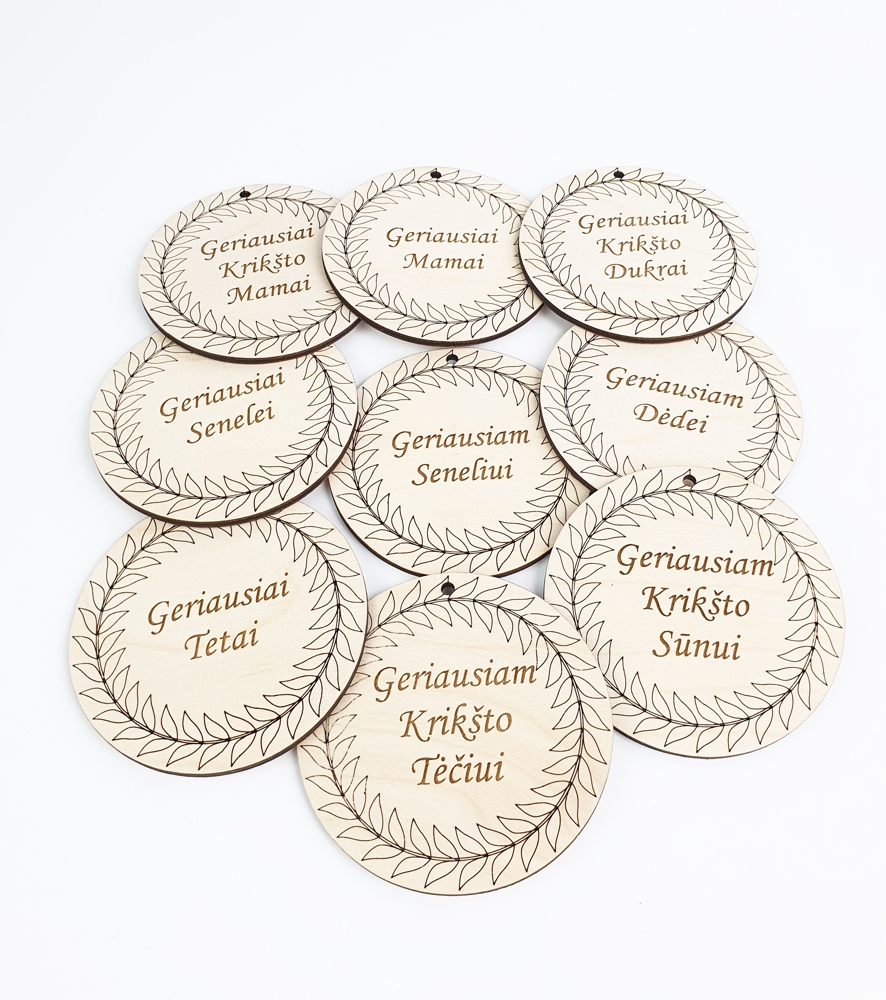 Geriausiai
Krikšto
Mamai
Geriausiai
Mamai
Geriausiai
Krikšto
Dukrai
Geriausiai
Senelei
Geriausiam
Seneliui
Geriausiam
Dėdei
Geriausiai
Tetai
Geriausiam
Krikšto
Tėčiui
Geriausiam
Krikšto
Sūnui